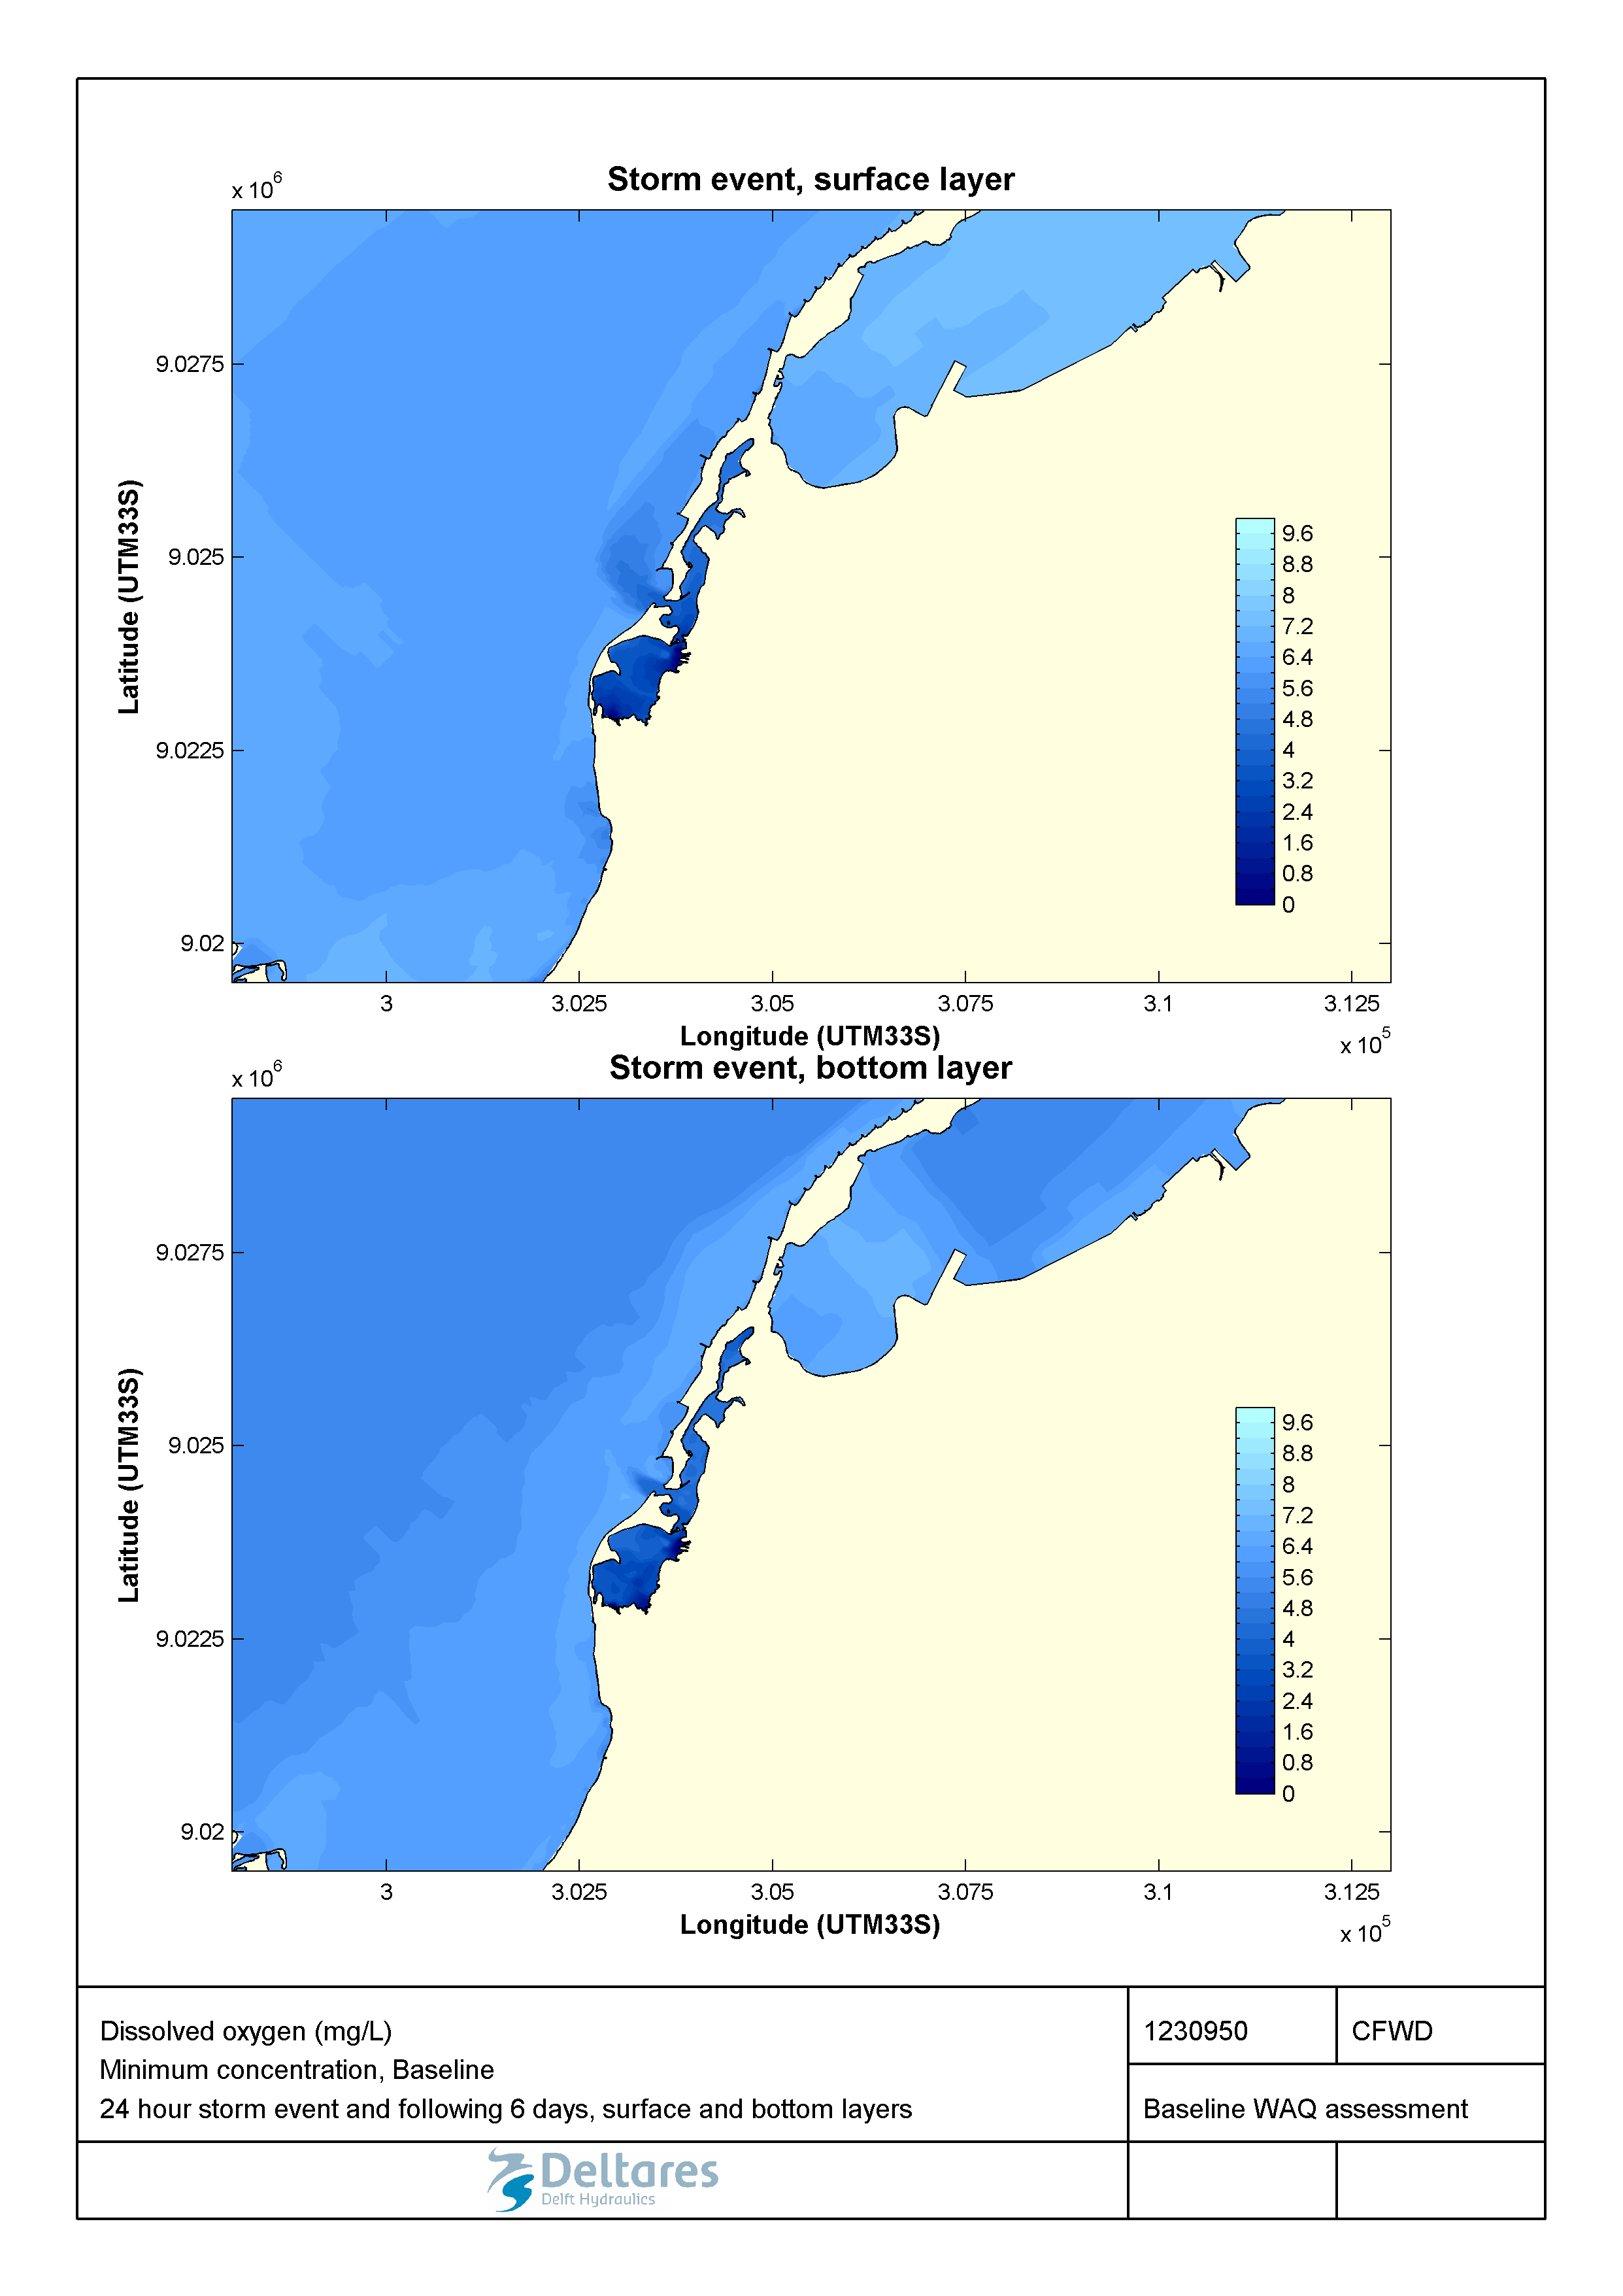 Storm event, surface layer
x 10^6
9.0275
9.025
9.0225
9.02
Latitude (UTM33S)
9.6
8.8
8
7.2
6.4
5.6
4.8
4
3.2
2.4
1.6
0.8
0
3 3.025 3.05 3.075 3.1 3.125
Longitude (UTM33S)
x 10^5
Storm event, bottom layer
x 10^6
9.0275
9.025
9.0225
9.02
Latitude (UTM33S)
9.6
8.8
8
7.2
6.4
5.6
4.8
4
3.2
2.4
1.6
0.8
0
3 3.025 3.05 3.075 3.1 3.125
Longitude (UTM33S)
x 10^5
Dissolved oxygen (mg/L)
Minimum concentration, Baseline
24 hour storm event and following 6 days, surface and bottom layers
1230950 CFWD
Baseline WAQ assessment
Deltares
Delft Hydraulics